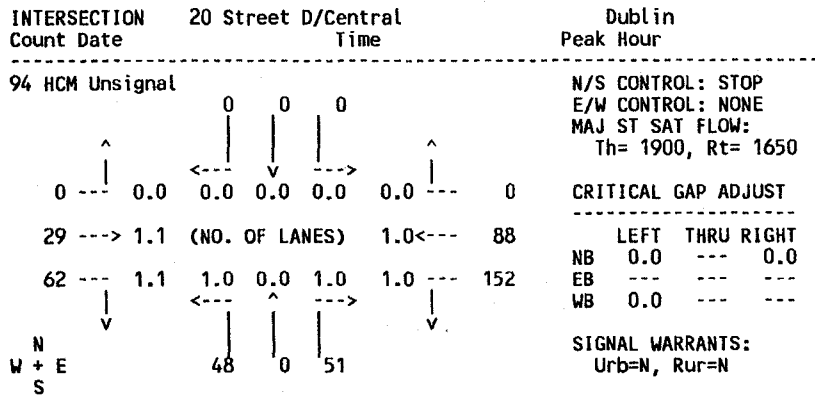 INTERSECTION 20 Street D/Central Dublin
Count Date Time Peak Hour
94 HCM Unsignal N/S CONTROL: STOP
0 0 0 E/W CONTROL: NONE
MAJ ST SAT FLOW:
^ ^ Th= 1900, Rt= 1650
<--- v --->
0 --- 0.0 0.0 0.0 0.0 0.0 --- 0 CRITICAL GAP ADJUST
29 ---> 1.1 (NO. OF LANES) 1.0<--- 88 LEFT THRU RIGHT
NB 0.0 --- 0.0
62 --- 1.1 1.0 0.0 1.0 1.0 --- 152 EB --- --- ---
<--- ^ ---> WB 0.0 --- ---
v v
N SIGNAL WARRANTS:
W + E 48 0 51 Urb=N, Rur=N
S